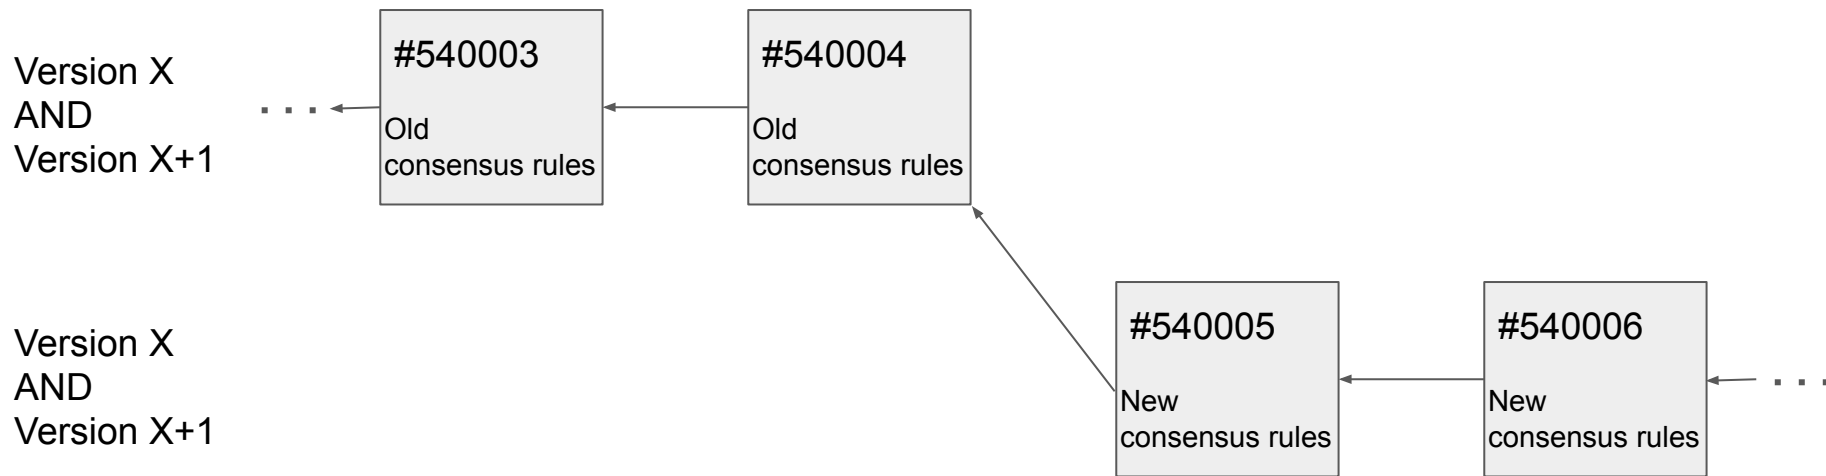 Version X
AND
Version X+1
. . .
#540003
Old
consensus rules
#540004
Old
consensus rules
Version X
AND
Version X+1
#540005
New
consensus rules
#540006
New
consensus rules
. . .